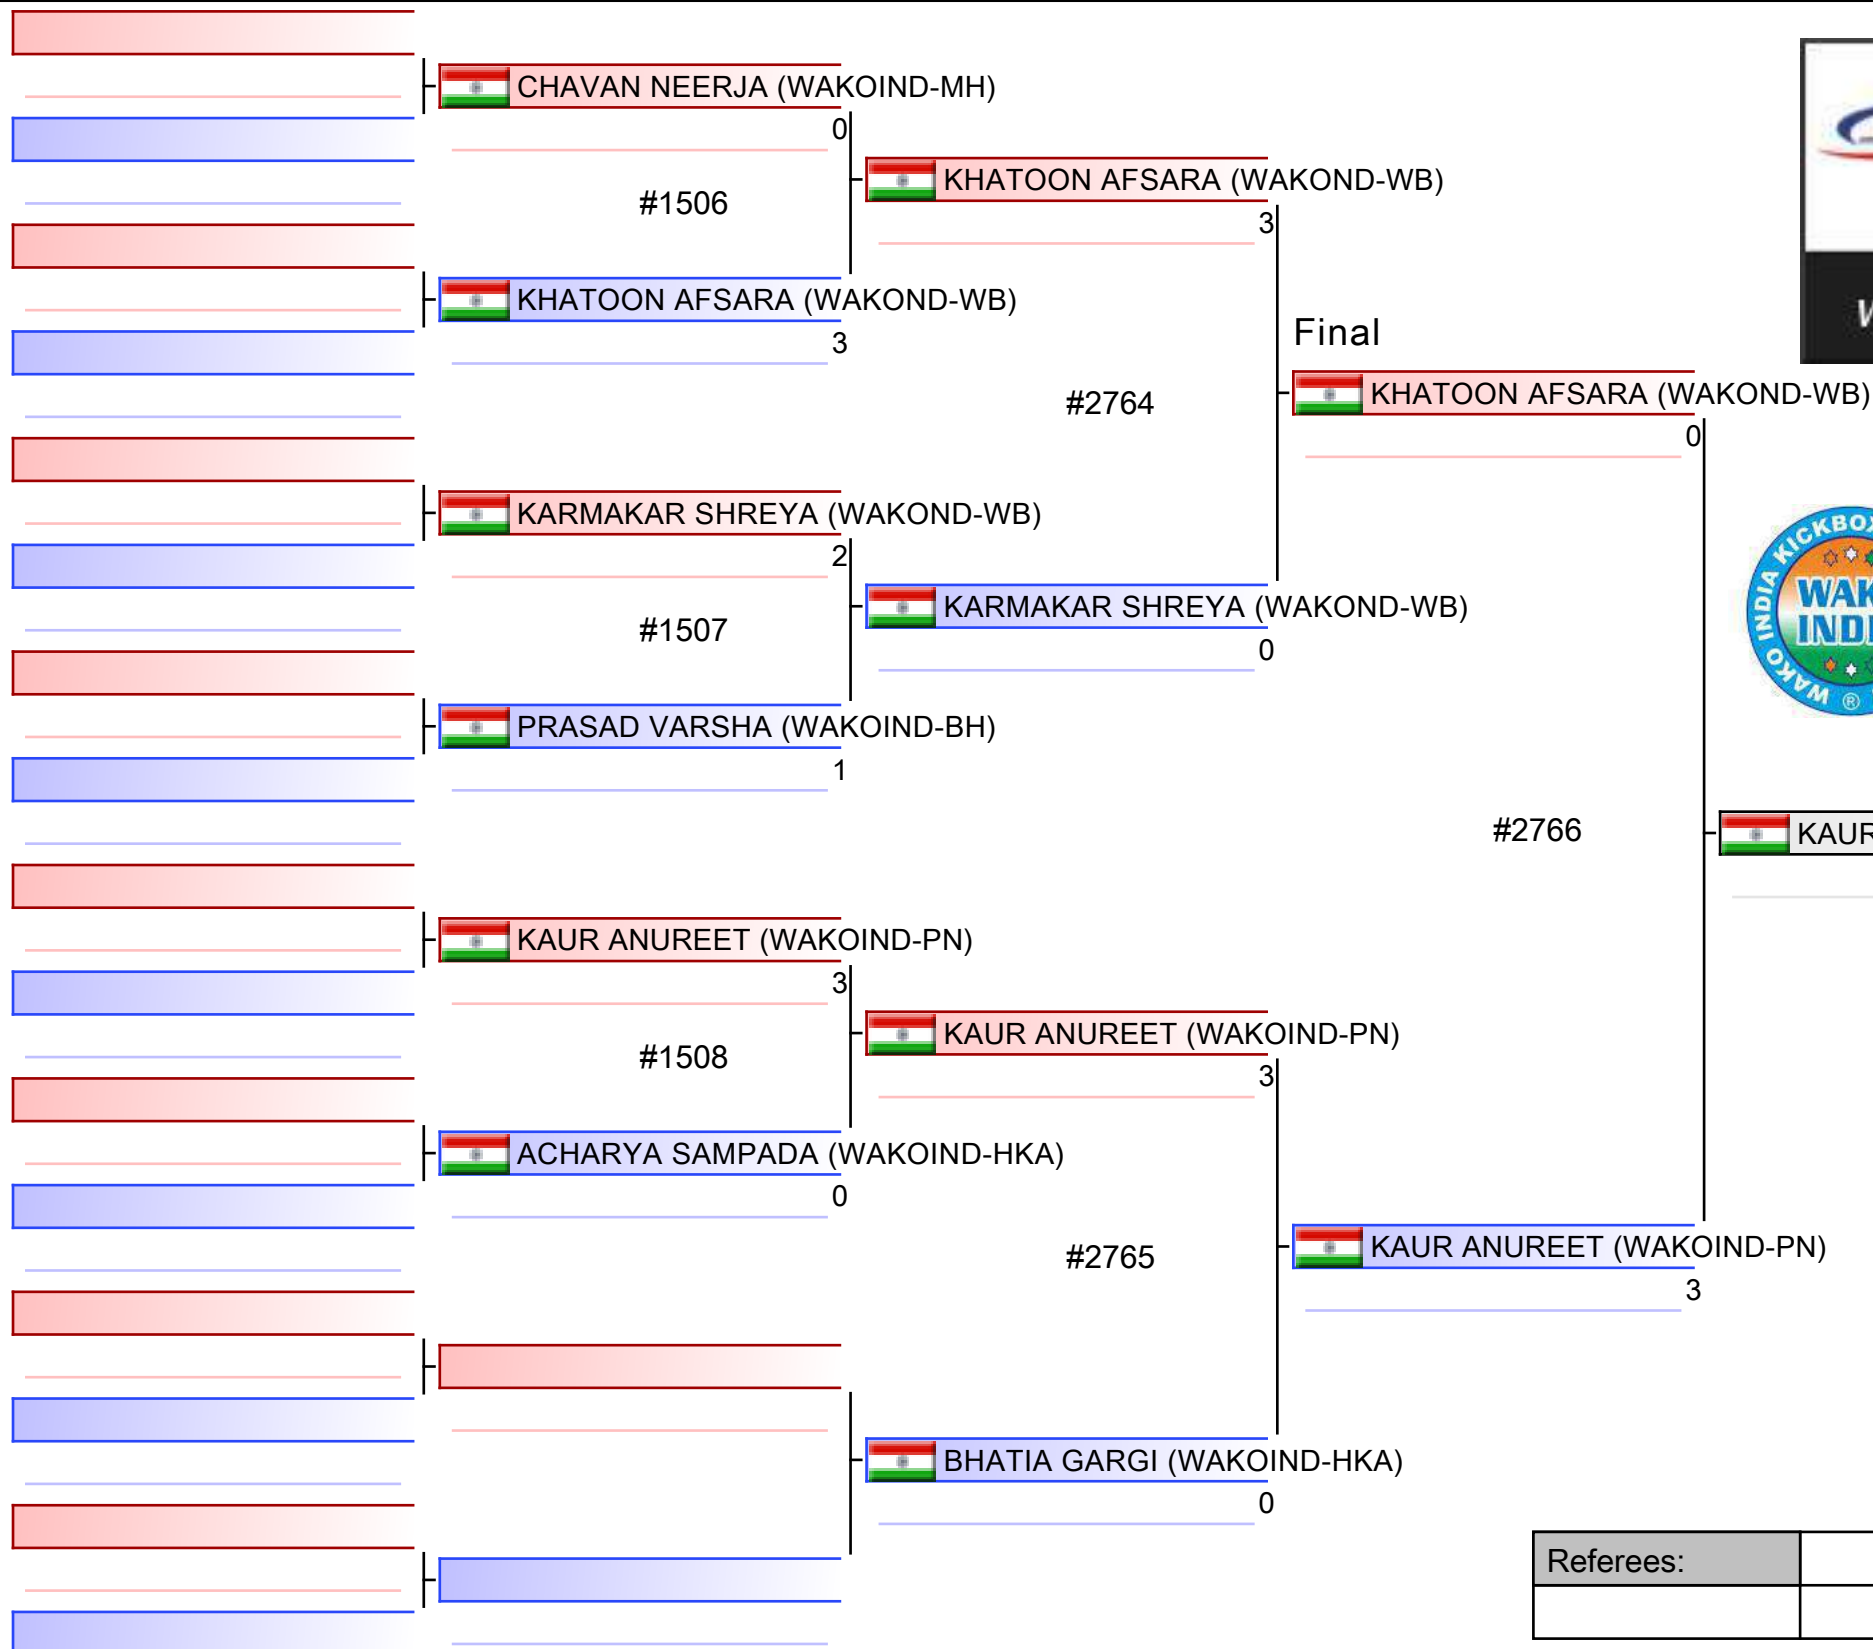 CHAVAN NEERJA (WAKOIND-MH)
0
#1506
KHATOON AFSARA (WAKOND-WB)
3
KHATOON AFSARA (WAKOND-WB)
3
#2764
Final
KHATOON AFSARA (WAKOND-WB)
0
KARMAKAR SHREYA (WAKOND-WB)
2
#1507
KARMAKAR SHREYA (WAKOND-WB)
0
PRASAD VARSHA (WAKOIND-BH)
1
#2766
KAUR
KAUR ANUREET (WAKOIND-PN)
3
#1508
KAUR ANUREET (WAKOIND-PN)
3
ACHARYA SAMPADA (WAKOIND-HKA)
0
#2765
KAUR ANUREET (WAKOIND-PN)
3
BHATIA GARGI (WAKOIND-HKA)
0
Referees:
WAKO INDIA